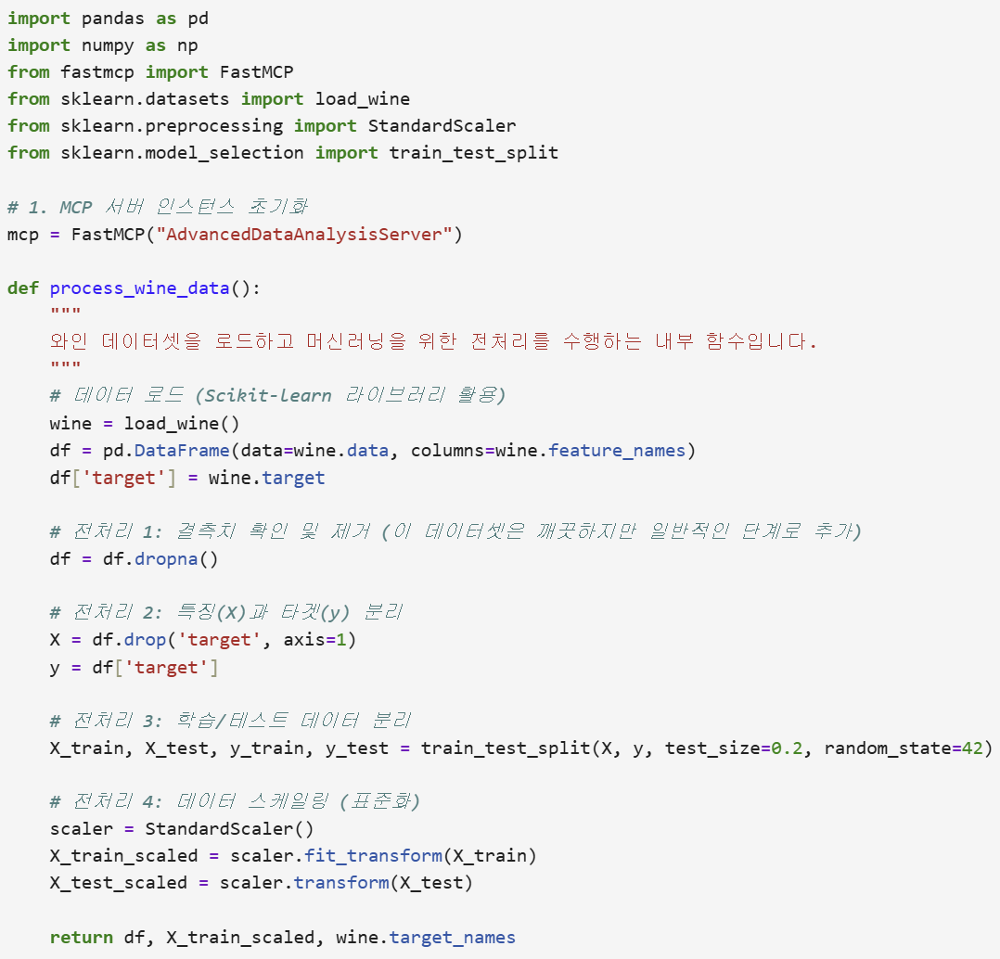 import pandas as pd
import numpy as np
from fastmcp import FastMCP
from sklearn.datasets import load_wine
from sklearn.preprocessing import StandardScaler
from sklearn.model_selection import train_test_split

# 1. MCP 서버 인스턴스 초기화
mcp = FastMCP("AdvancedDataAnalysisServer")

def process_wine_data():
    """
    와인 데이터셋을 로드하고 머신러닝을 위한 전처리를 수행하는 내부 함수입니다.
    """
    # 데이터 로드 (Scikit-learn 라이브러리 활용)
    wine = load_wine()
    df = pd.DataFrame(data=wine.data, columns=wine.feature_names)
    df['target'] = wine.target

    # 전처리 1: 결측치 확인 및 제거 (이 데이터셋은 깨끗하지만 일반적인 단계로 추가)
    df = df.dropna()

    # 전처리 2: 특징(X)과 타겟(y) 분리
    X = df.drop('target', axis=1)
    y = df['target']

    # 전처리 3: 학습/테스트 데이터 분리
    X_train, X_test, y_train, y_test = train_test_split(X, y, test_size=0.2, random_state=42)

    # 전처리 4: 데이터 스케일링 (표준화)
    scaler = StandardScaler()
    X_train_scaled = scaler.fit_transform(X_train)
    X_test_scaled = scaler.transform(X_test)

    return df, X_train_scaled, wine.target_names